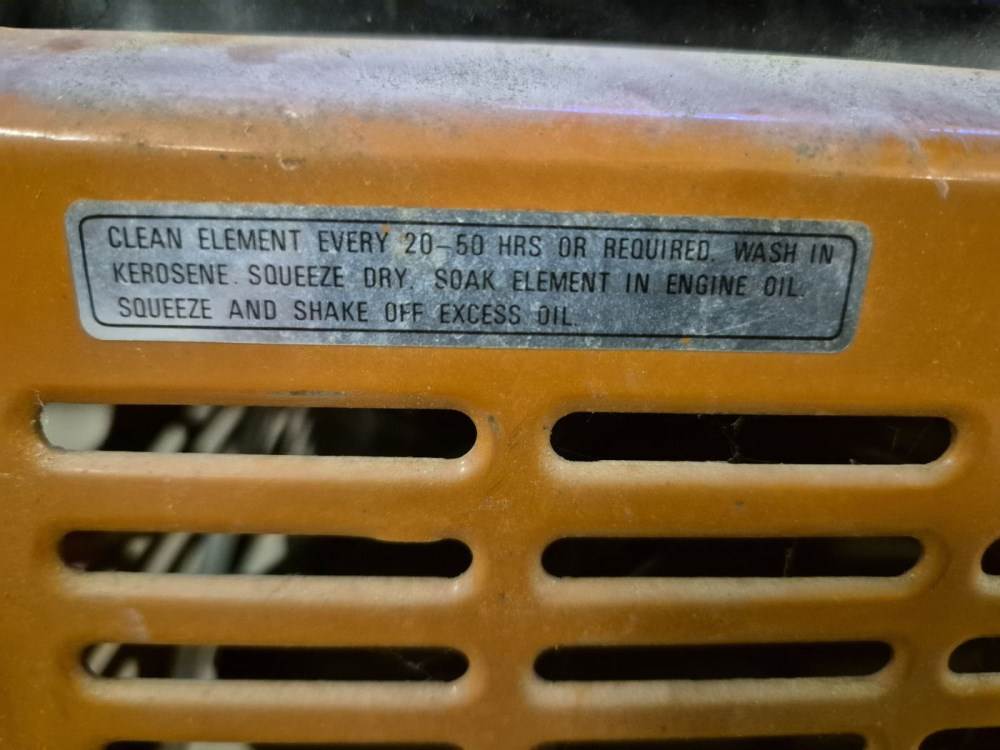 CLEAN ELEMENT EVERY 20-50 HRS OR REQUIRED. WASH IN
KEROSENE. SQUEEZE DRY. SOAK ELEMENT IN ENGINE OIL.
SQUEEZE AND SHAKE OFF EXCESS OIL.